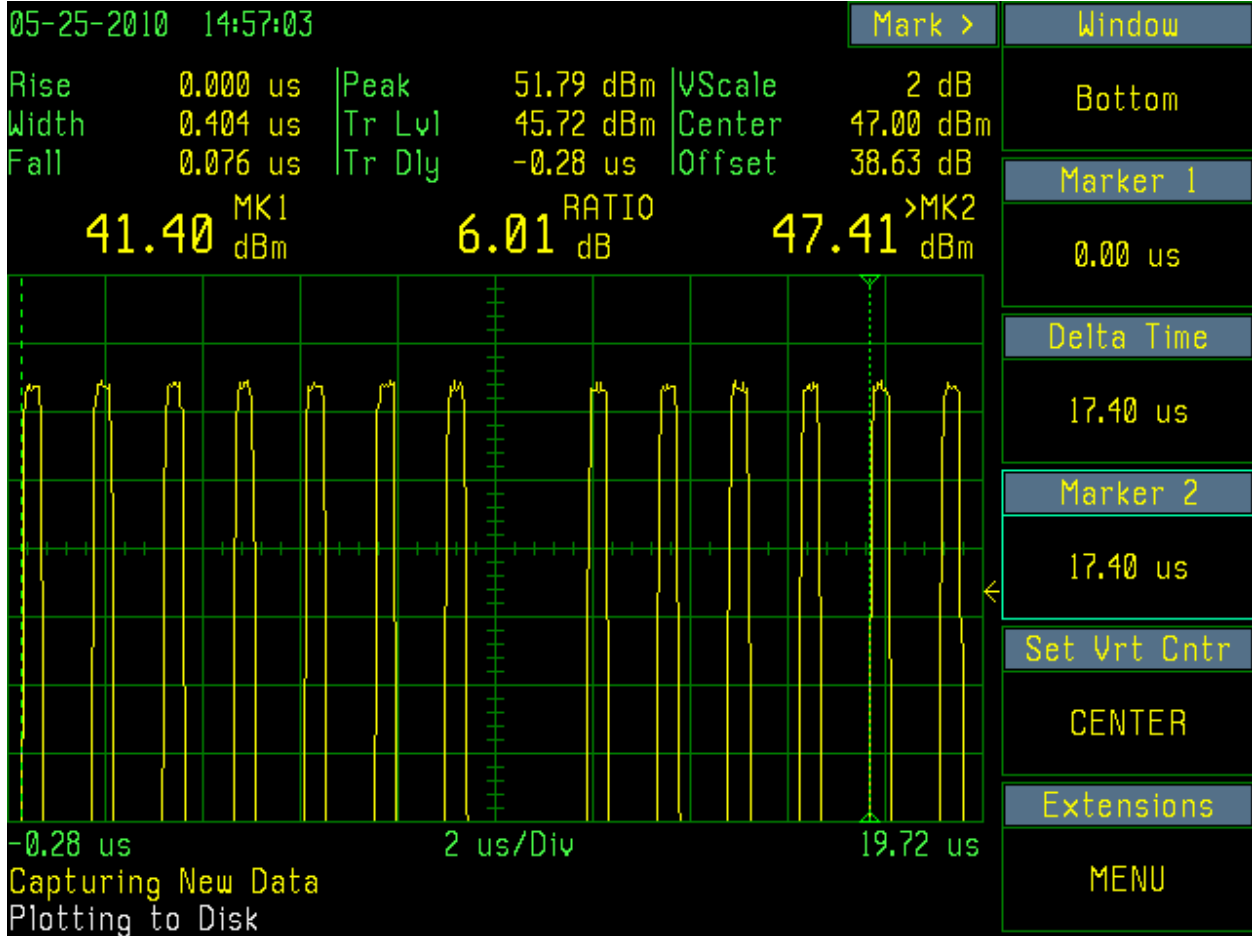 05-25-2010 14:57:03
Mark >
Rise 0.000 us Peak 51.79 dBm VScale 2 dB
Width 0.404 us Tr Lvl 45.72 dBm Center 47.00 dBm
Fall 0.076 us Tr Dly -0.28 us Offset 38.63 dB
41.40 MK1 dBm 6.01 RATIO dB 47.41 >MK2 dBm
-0.28 us 2 us/Div 19.72 us
Capturing New Data
Plotting to Disk
Window
Bottom
Marker 1
0.00 us
Delta Time
17.40 us
Marker 2
17.40 us
Set Vrt Cntr
CENTER
Extensions
MENU